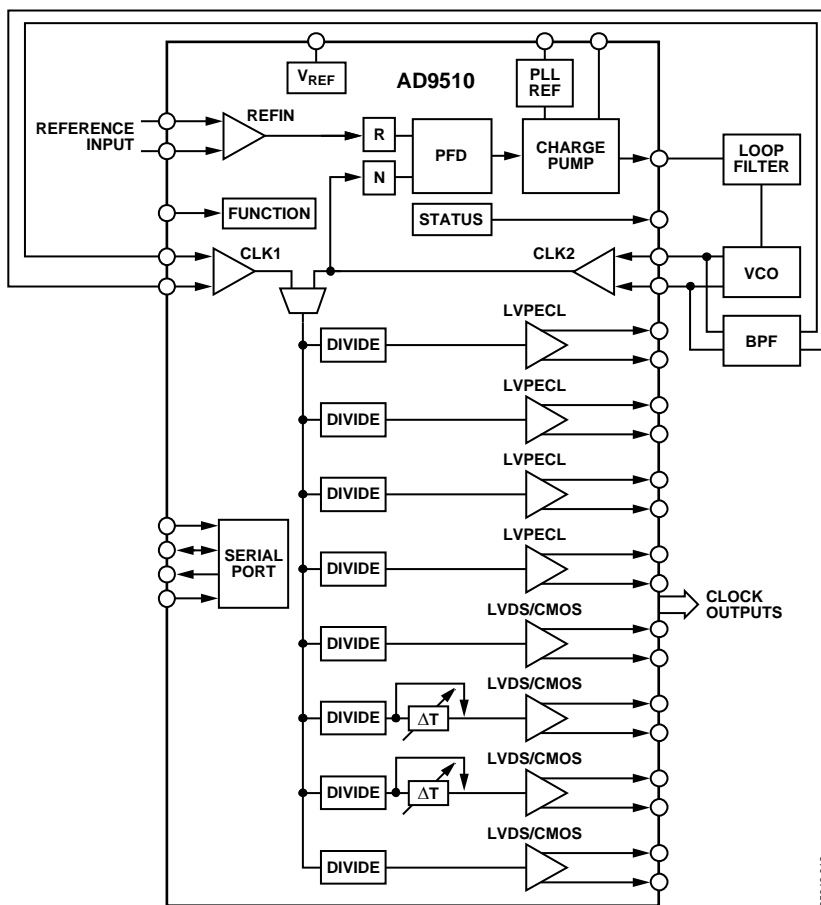 VREF
AD9510
PLL
REF
REFERENCE
INPUT
REFIN
R
N
PFD
CHARGE
PUMP
LOOP
FILTER
FUNCTION
STATUS
CLK1
CLK2
VCO
BPF
LVPECL
DIVIDE
LVPECL
DIVIDE
LVPECL
DIVIDE
LVPECL
DIVIDE
SERIAL
PORT
CLOCK
OUTPUTS
LVDS/CMOS
DIVIDE
LVDS/CMOS
DIVIDE
ΔT
LVDS/CMOS
DIVIDE
ΔT
LVDS/CMOS
DIVIDE